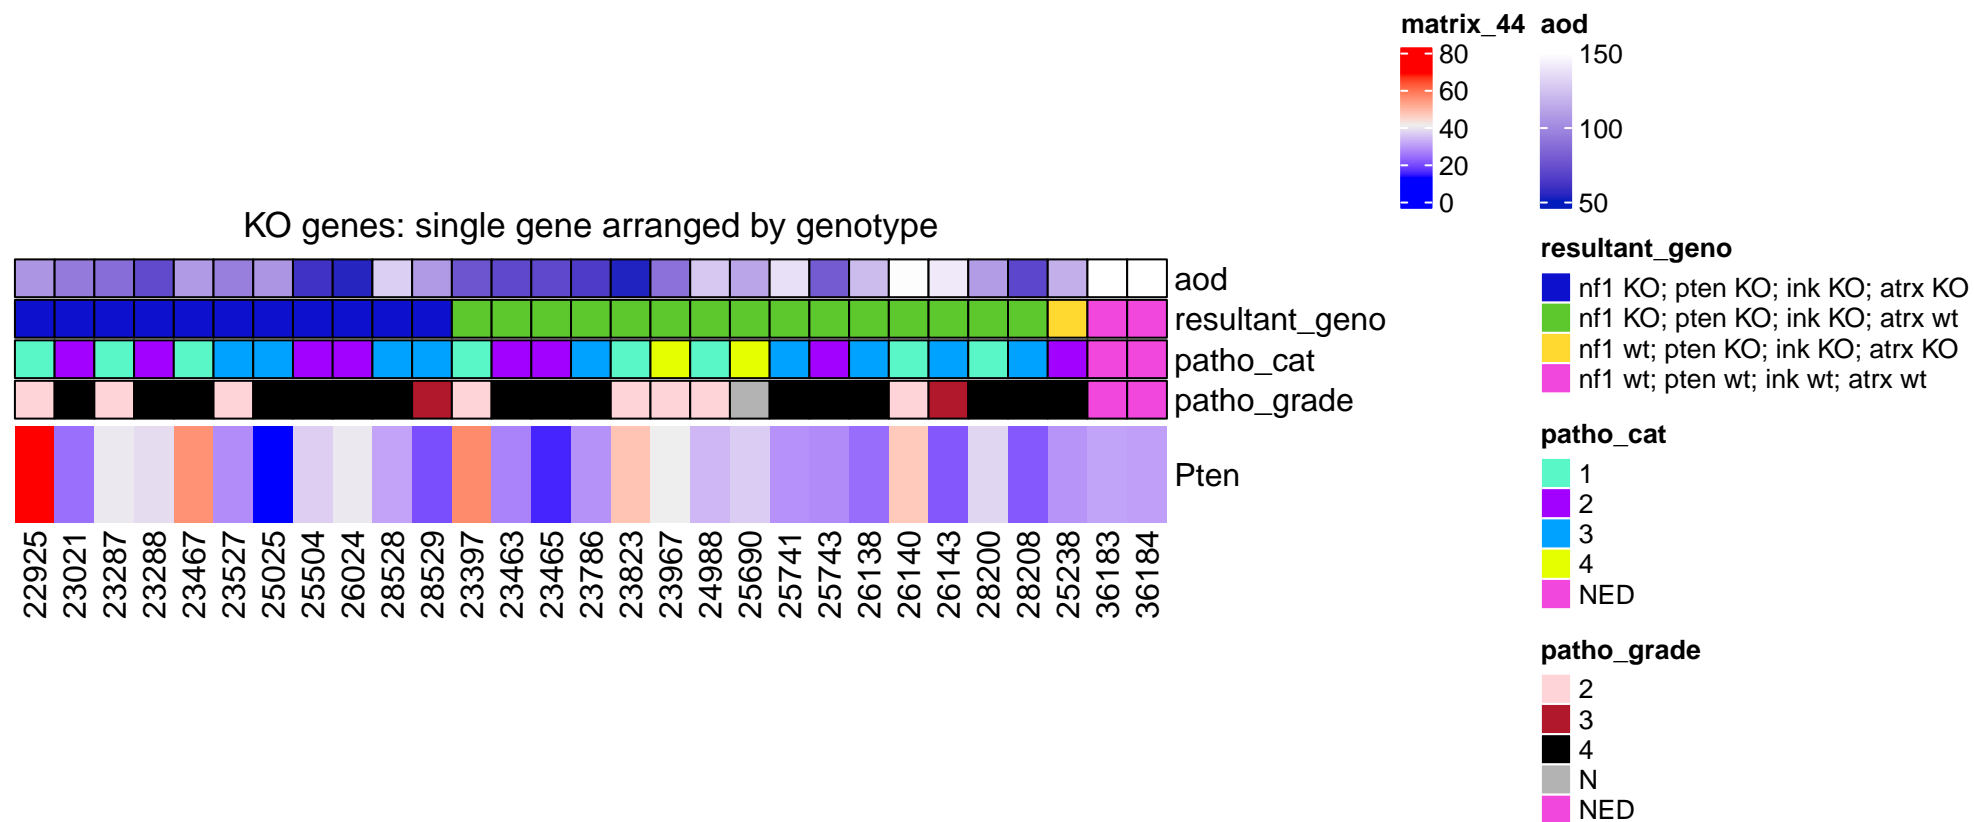 matrix_44
80
60
40
20
0
aod
150
100
50
KO genes: single gene arranged by genotype
aod
resultant_geno
patho_cat
patho_grade
Pten
22925
23021
23287
23288
23467
23527
25025
25504
26024
28528
28529
23397
23463
23465
23786
23823
23967
24988
25690
25741
25743
26138
26140
26143
28200
28208
25238
36183
36184
resultant_geno
nf1 KO; pten KO; ink KO; atrx KO
nf1 KO; pten KO; ink KO; atrx wt
nf1 wt; pten KO; ink KO; atrx KO
nf1 wt; pten wt; ink wt; atrx wt
patho_cat
1
2
3
4
NED
patho_grade
2
3
4
N
NED